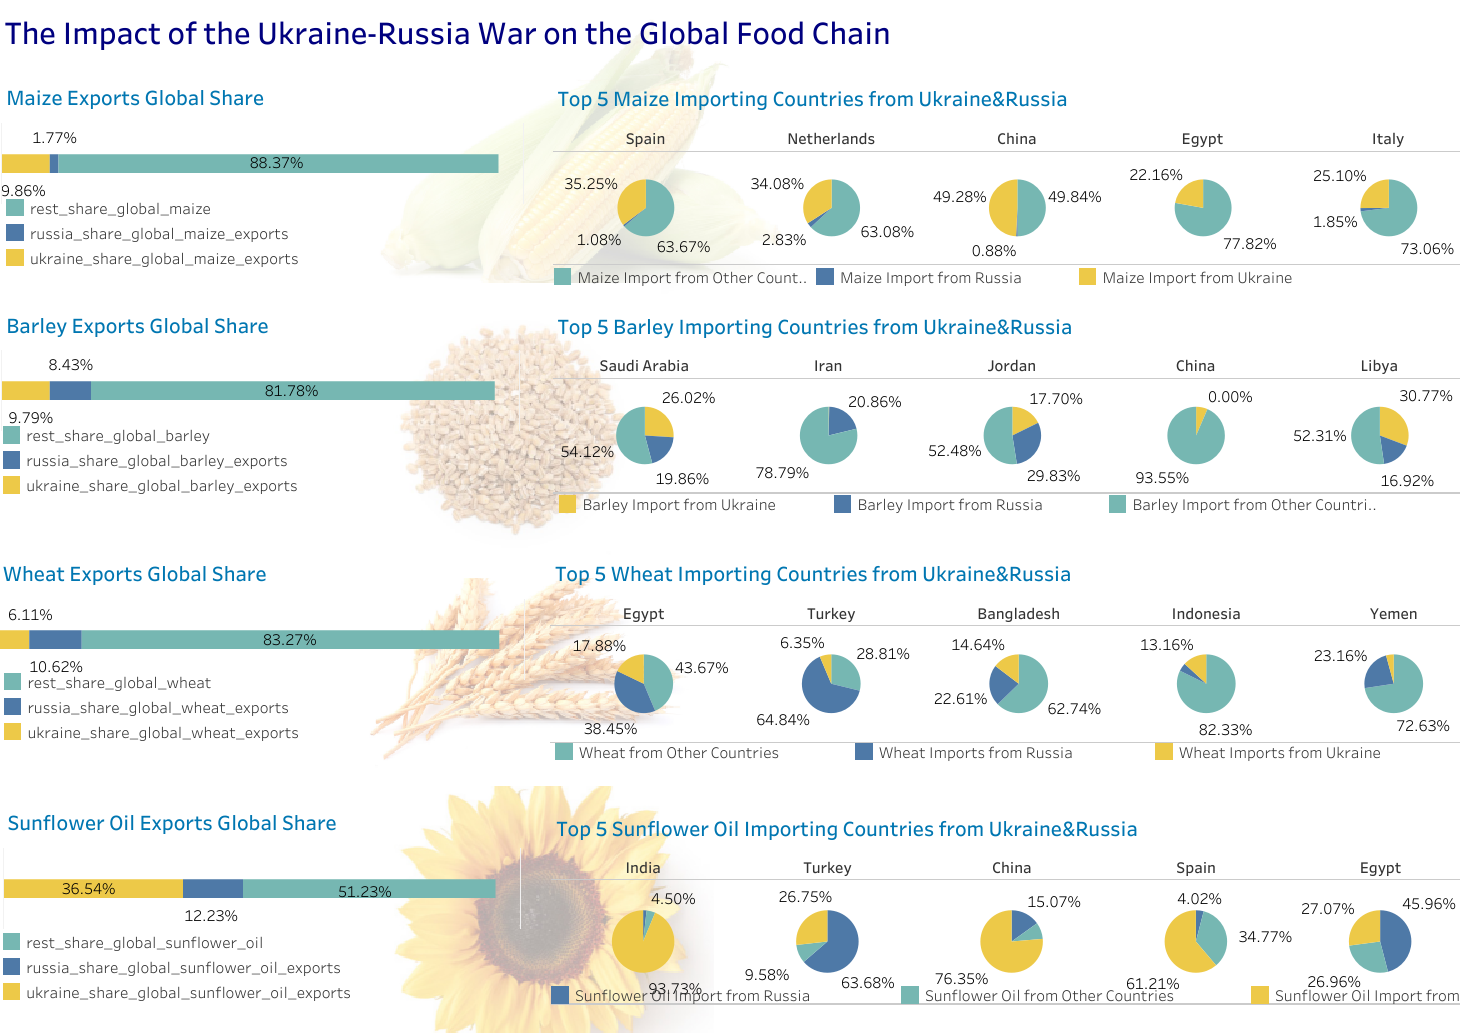 The Impact of the Ukraine-Russia War on the Global Food Chain
Maize Exports Global Share
1.77%
88.37%
9.86%
rest_share_global_maize
russia_share_global_maize_exports
ukraine_share_global_maize_exports
Top 5 Maize Importing Countries from Ukraine&Russia
Spain Netherlands China Egypt Italy
35.25% 1.08% 63.67%
34.08% 2.83% 63.08%
49.28% 49.84% 0.88%
22.16% 77.82%
25.10% 1.85% 73.06%
Maize Import from Other Count.. Maize Import from Russia Maize Import from Ukraine
Barley Exports Global Share
8.43%
81.78%
9.79%
rest_share_global_barley
russia_share_global_barley_exports
ukraine_share_global_barley_exports
Top 5 Barley Importing Countries from Ukraine&Russia
Saudi Arabia Iran Jordan China Libya
26.02% 54.12% 19.86%
20.86% 78.79%
17.70% 52.48% 29.83%
0.00% 93.55%
30.77% 52.31% 16.92%
Barley Import from Ukraine Barley Import from Russia Barley Import from Other Countri..
Wheat Exports Global Share
6.11%
83.27%
10.62%
rest_share_global_wheat
russia_share_global_wheat_exports
ukraine_share_global_wheat_exports
Top 5 Wheat Importing Countries from Ukraine&Russia
Egypt Turkey Bangladesh Indonesia Yemen
17.88% 43.67% 38.45%
6.35% 28.81% 64.84%
14.64% 22.61% 62.74%
13.16% 82.33%
23.16% 72.63%
Wheat from Other Countries Wheat Imports from Russia Wheat Imports from Ukraine
Sunflower Oil Exports Global Share
36.54% 51.23%
12.23%
rest_share_global_sunflower_oil
russia_share_global_sunflower_oil_exports
ukraine_share_global_sunflower_oil_exports
Top 5 Sunflower Oil Importing Countries from Ukraine&Russia
India Turkey China Spain Egypt
4.50% 93.73%
26.75% 9.58% 63.68%
15.07% 76.35%
4.02% 34.77% 61.21%
27.07% 45.96% 26.96%
Sunflower Oil Import from Russia Sunflower Oil from Other Countries Sunflower Oil Import from